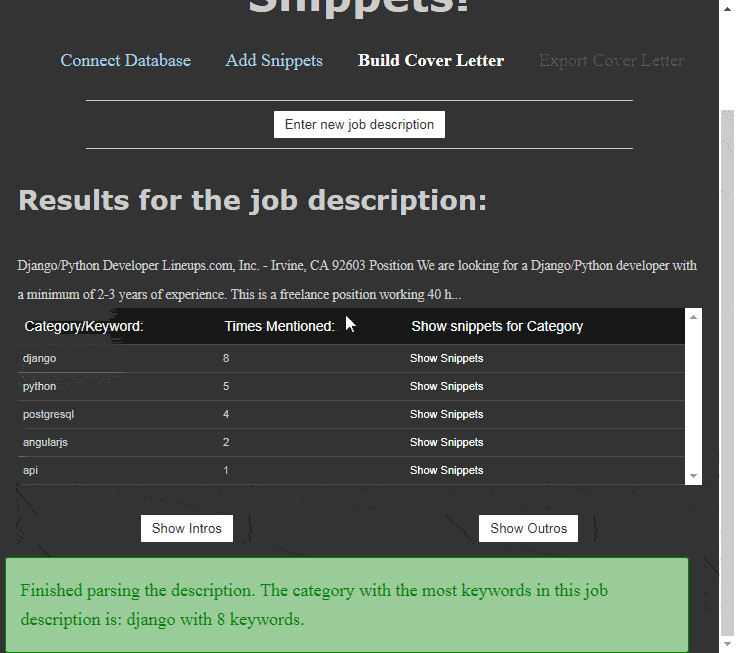 Snippets!
Connect Database Add Snippets Build Cover Letter Export Cover Letter
Enter new job description
Results for the job description:
Django/Python Developer Lineups.com, Inc. - Irvine, CA 92603 Position We are looking for a Django/Python developer with
a minimum of 2-3 years of experience. This is a freelance position working 40 h...
Category/Keyword: Times Mentioned: Show snippets for Category
django 8 Show Snippets
python 5 Show Snippets
postgresql 4 Show Snippets
angularjs 2 Show Snippets
api 1 Show Snippets
Show Intros Show Outros
Finished parsing the description. The category with the most keywords in this job
description is: django with 8 keywords.